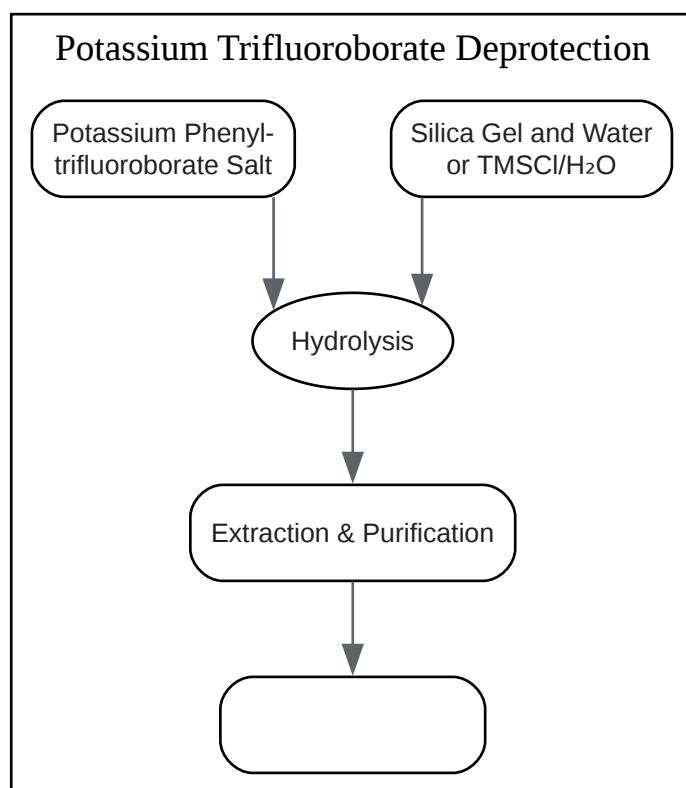 Potassium Trifluoroborate Deprotection
Potassium Phenyl-
trifluoroborate Salt
Silica Gel and Water
or TMSCl/H₂O
Hydrolysis
Extraction & Purification